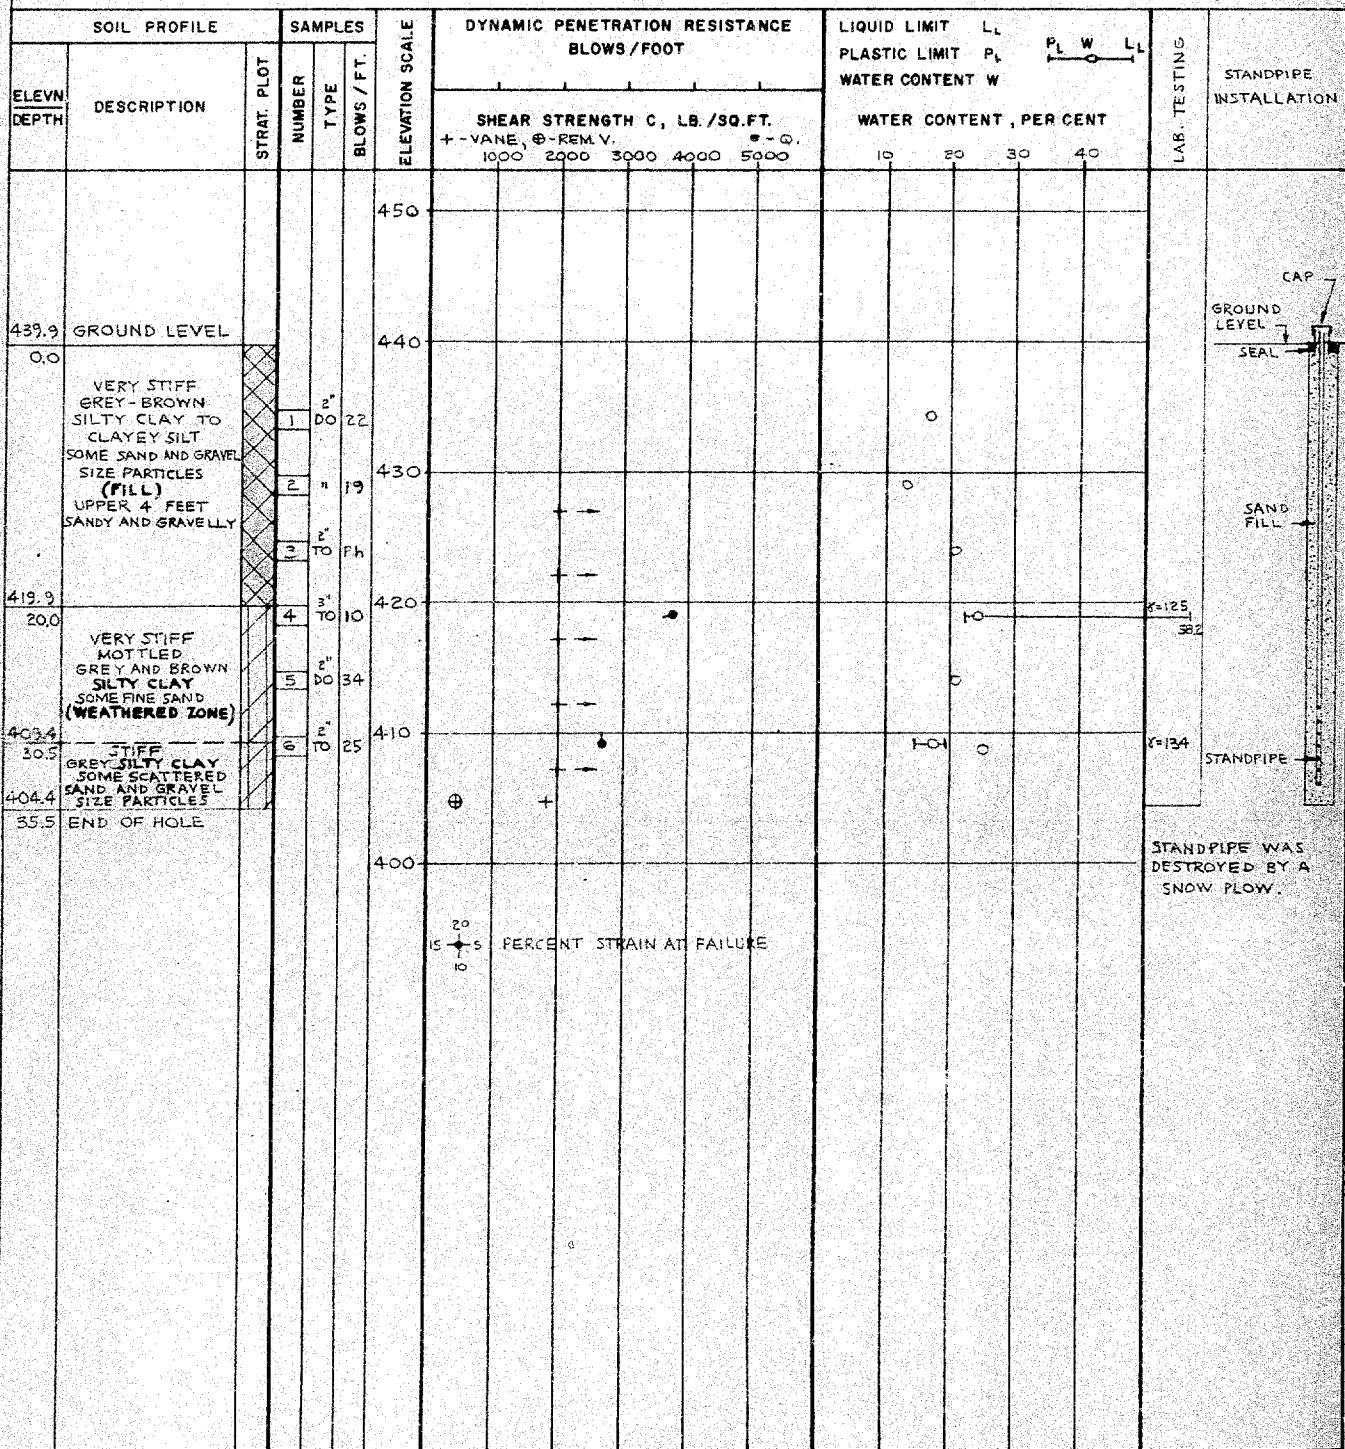 SOIL PROFILE
SAMPLES
ELEVATION SCALE
DYNAMIC PENETRATION RESISTANCE
BLOWS / FOOT
LIQUID LIMIT LL
PLASTIC LIMIT PL
WATER CONTENT W
PL W LL
LAB. TESTING
STANDPIPE
INSTALLATION
ELEVN
DEPTH
DESCRIPTION
STRAT. PLOT
NUMBER
TYPE
BLOWS / FT.
SHEAR STRENGTH C, LB./SQ.FT.
+ -VANE, ⊕-REM.V. ● - Q.
1000 2000 3000 4000 5000
WATER CONTENT, PER CENT
10 20 30 40
450
440
430
420
410
400
439.9 GROUND LEVEL
0.0
VERY STIFF
GREY-BROWN
SILTY CLAY TO
CLAYEY SILT
SOME SAND AND GRAVEL
SIZE PARTICLES
(FILL)
UPPER 4 FEET
SANDY AND GRAVELLY
419.9
20.0
VERY STIFF
MOTTLED
GREY AND BROWN
SILTY CLAY
SOME FINE SAND
(WEATHERED ZONE)
409.4
30.5
STIFF
GREY SILTY CLAY
SOME SCATTERED
SAND AND GRAVEL
SIZE PARTICLES
404.4
35.5 END OF HOLE
1 2" DO 22
2 " 19
3 2" TO Ph
4 3" TO 10
5 2" DO 34
6 2" TO 25
γ=125
58.2
γ=134
CAP
GROUND
LEVEL
SEAL
SAND
FILL
STANDPIPE
STANDPIPE WAS
DESTROYED BY A
SNOW PLOW.
20
15 5 PERCENT STRAIN AT FAILURE
10